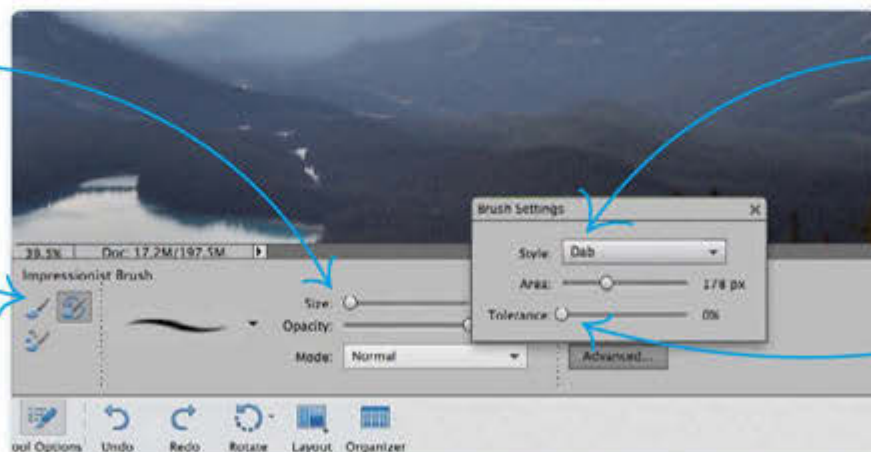 Brush Settings
Style: Dab
39.5% Doc: 17.2M/197.5M
Area: 178 px
Impressionist Brush
Size:
Tolerance: 0%
Opacity:
Mode: Normal
Advanced...
ool Options Undo Redo Rotate Layout Organizer